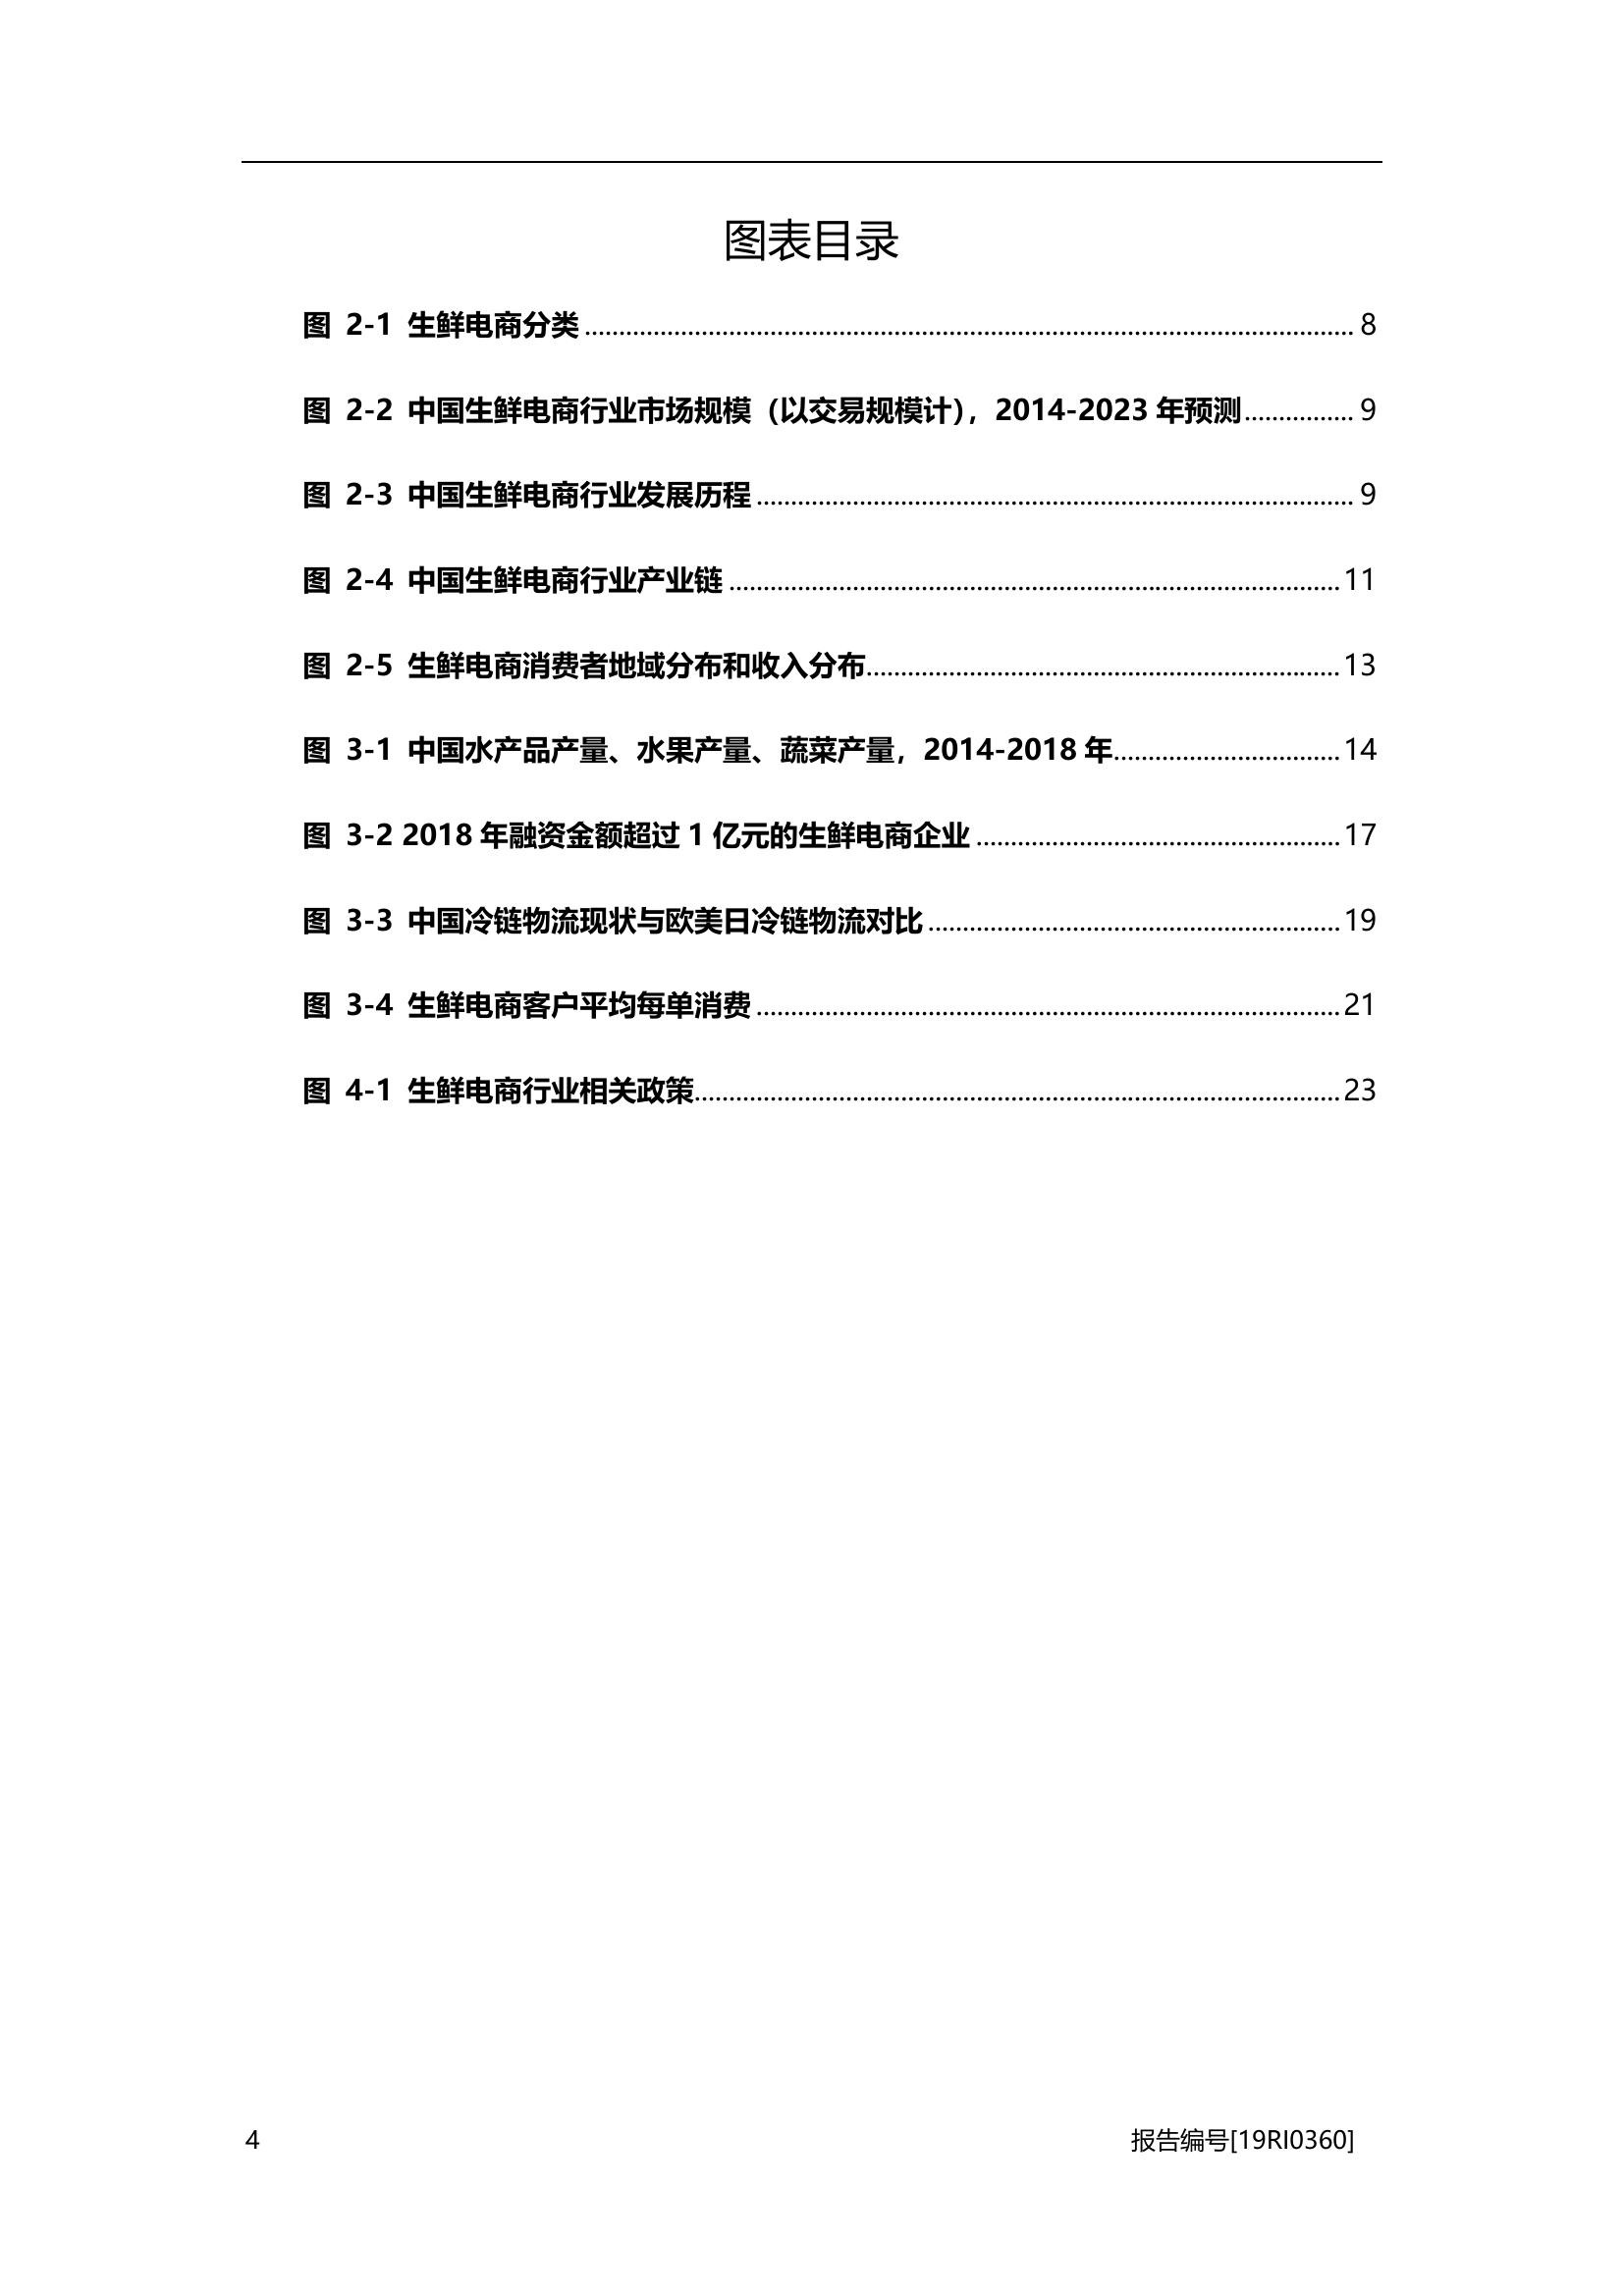 图表目录
图 2-1 生鲜电商分类 8
图 2-2 中国生鲜电商行业市场规模（以交易规模计），2014-2023 年预测 9
图 2-3 中国生鲜电商行业发展历程 9
图 2-4 中国生鲜电商行业产业链 11
图 2-5 生鲜电商消费者地域分布和收入分布 13
图 3-1 中国水产品产量、水果产量、蔬菜产量，2014-2018 年 14
图 3-2 2018 年融资金额超过 1 亿元的生鲜电商企业 17
图 3-3 中国冷链物流现状与欧美日冷链物流对比 19
图 3-4 生鲜电商客户平均每单消费 21
图 4-1 生鲜电商行业相关政策 23
4 报告编号[19RI0360]